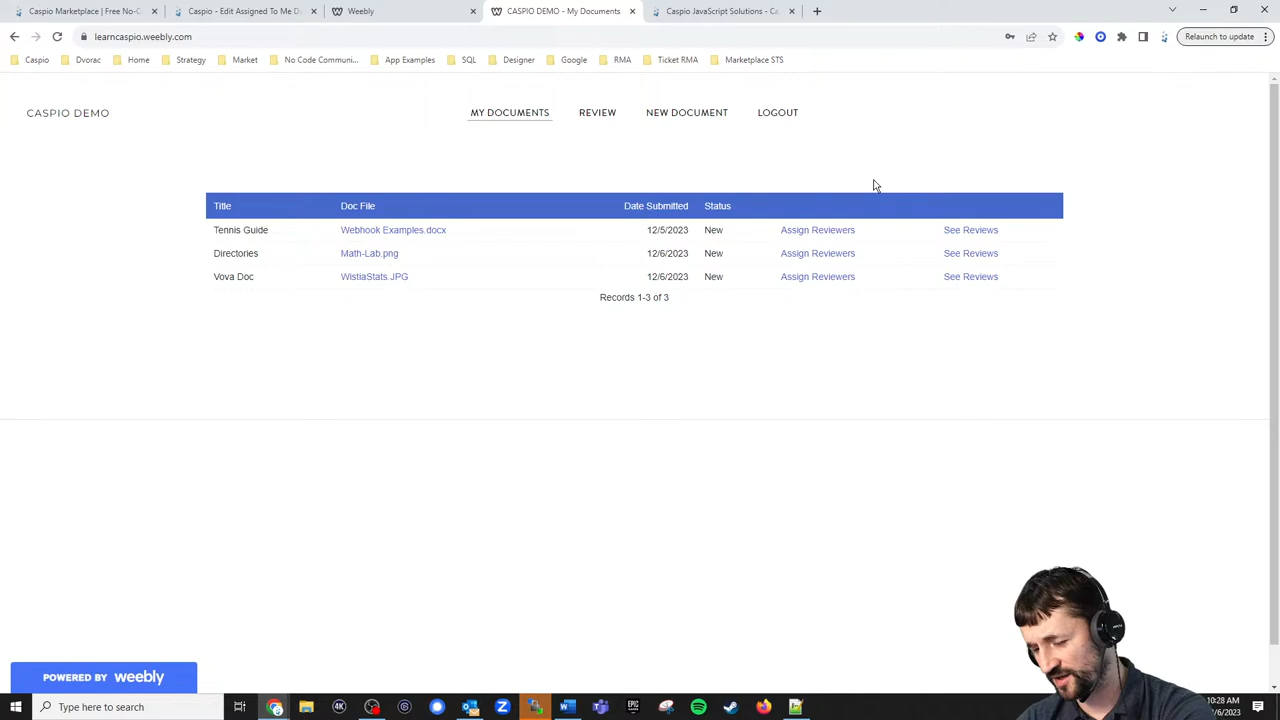 Caspio Marketplace | Free No-C
Caspio - Edit Assigned To Me D
Weebly
CASPIO DEMO - My Documents
Caspio JavaScript Solutions - Ca
learncaspio.weebly.com
Relaunch to update
Caspio
Dvorac
Home
Strategy
Market
No Code Communi...
App Examples
SQL
Designer
Google
RMA
Ticket RMA
Marketplace STS
CASPIO DEMO
MY DOCUMENTS
REVIEW
NEW DOCUMENT
LOGOUT
Title Doc File Date Submitted Status
Tennis Guide Webhook Examples.docx 12/5/2023 New Assign Reviewers See Reviews
Directories Math-Lab.png 12/6/2023 New Assign Reviewers See Reviews
Vova Doc WistiaStats.JPG 12/6/2023 New Assign Reviewers See Reviews
Records 1-3 of 3
POWERED BY weebly
Type here to search
4K
EPIC
10:28 AM
/6/2023